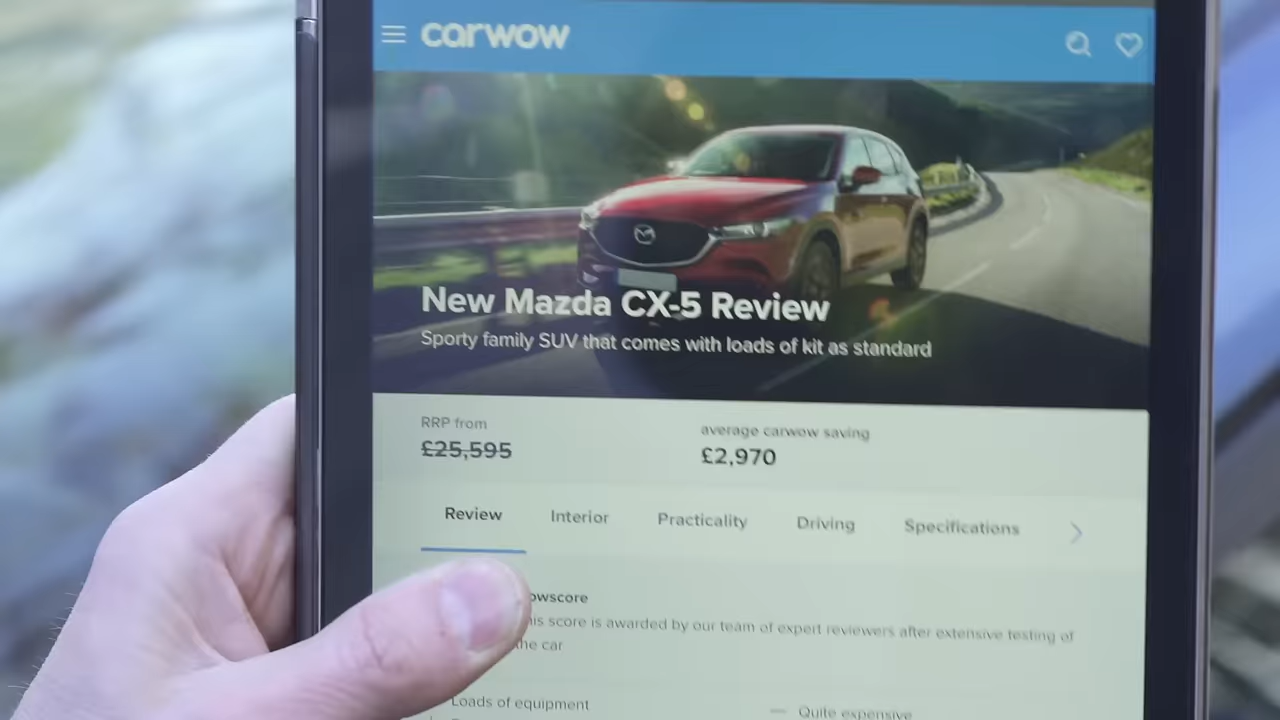 carwow
New Mazda CX-5 Review
Sporty family SUV that comes with loads of kit as standard
RRP from
£25,595
average carwow saving
£2,970
Review Interior Practicality Driving Specifications
owscore
his score is awarded by our team of expert reviewers after extensive testing of
the car
Loads of equipment
Quite expensive